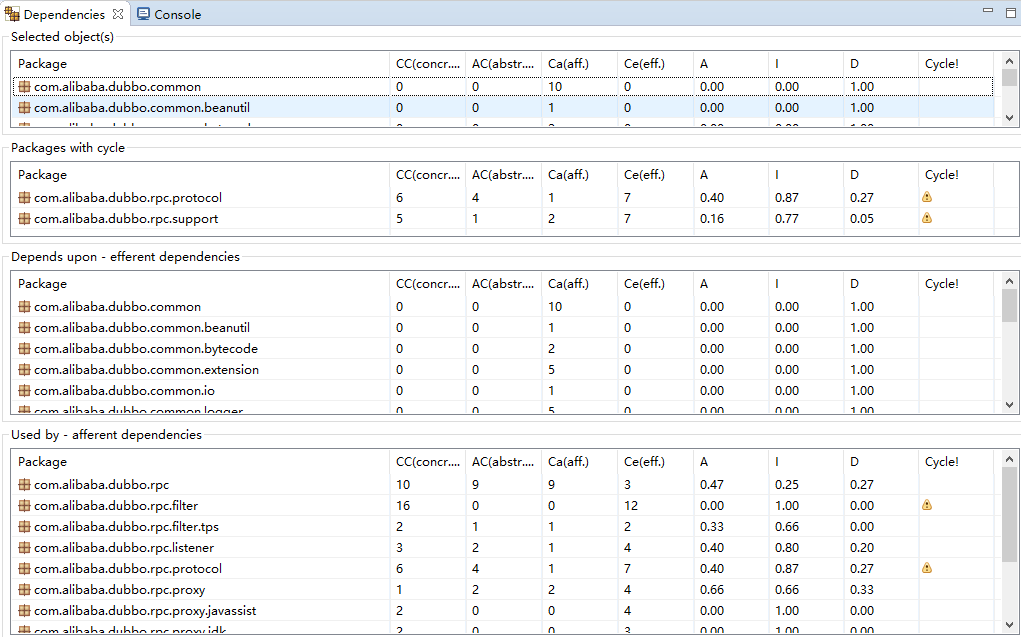 Dependencies Console
Selected object(s)
Package CC(concr.... AC(abstr.... Ca(aff.) Ce(eff.) A I D Cycle!
com.alibaba.dubbo.common 0 0 10 0 0.00 0.00 1.00
com.alibaba.dubbo.common.beanutil 0 0 1 0 0.00 0.00 1.00
Packages with cycle
Package CC(concr.... AC(abstr.... Ca(aff.) Ce(eff.) A I D Cycle!
com.alibaba.dubbo.rpc.protocol 6 4 1 7 0.40 0.87 0.27
com.alibaba.dubbo.rpc.support 5 1 2 7 0.16 0.77 0.05
Depends upon - efferent dependencies
Package CC(concr.... AC(abstr.... Ca(aff.) Ce(eff.) A I D Cycle!
com.alibaba.dubbo.common 0 0 10 0 0.00 0.00 1.00
com.alibaba.dubbo.common.beanutil 0 0 1 0 0.00 0.00 1.00
com.alibaba.dubbo.common.bytecode 0 0 2 0 0.00 0.00 1.00
com.alibaba.dubbo.common.extension 0 0 5 0 0.00 0.00 1.00
com.alibaba.dubbo.common.io 0 0 1 0 0.00 0.00 1.00
com.alibaba.dubbo.common.logger 0 0 5 0 0.00 0.00 1.00
Used by - afferent dependencies
Package CC(concr.... AC(abstr.... Ca(aff.) Ce(eff.) A I D Cycle!
com.alibaba.dubbo.rpc 10 9 9 3 0.47 0.25 0.27
com.alibaba.dubbo.rpc.filter 16 0 0 12 0.00 1.00 0.00
com.alibaba.dubbo.rpc.filter.tps 2 1 1 2 0.33 0.66 0.00
com.alibaba.dubbo.rpc.listener 3 2 1 4 0.40 0.80 0.20
com.alibaba.dubbo.rpc.protocol 6 4 1 7 0.40 0.87 0.27
com.alibaba.dubbo.rpc.proxy 1 2 2 4 0.66 0.66 0.33
com.alibaba.dubbo.rpc.proxy.javassist 2 0 0 4 0.00 1.00 0.00
com.alibaba.dubbo.rpc.proxy.jdk 2 0 0 3 0.00 1.00 0.00